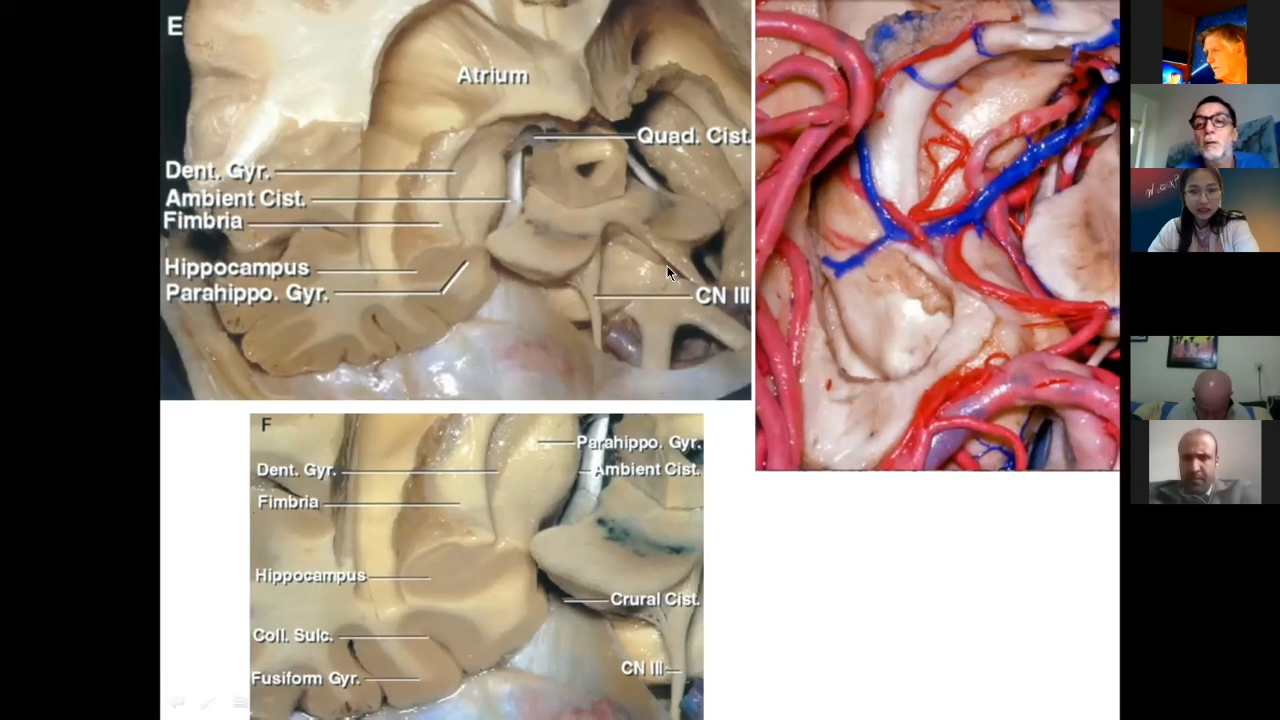 E
Atrium
Quad. Cist.
Dent. Gyr.
Ambient Cist.
Fimbria
Hippocampus
Parahippo. Gyr.
CN III
F
Parahippo. Gyr.
Dent. Gyr.
Ambient Cist.
Fimbria
Hippocampus
Crural Cist.
Coll. Sulc.
CN III
Fusiform Gyr.